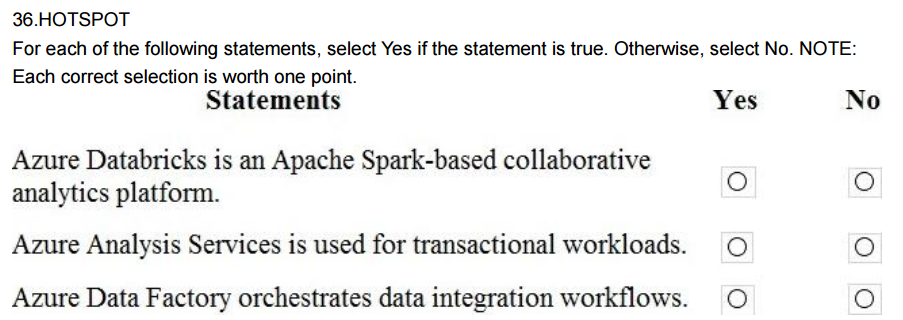 36.HOTSPOT
For each of the following statements, select Yes if the statement is true. Otherwise, select No. NOTE:
Each correct selection is worth one point.
Statements Yes No
Azure Databricks is an Apache Spark-based collaborative
analytics platform.
Azure Analysis Services is used for transactional workloads.
Azure Data Factory orchestrates data integration workflows.